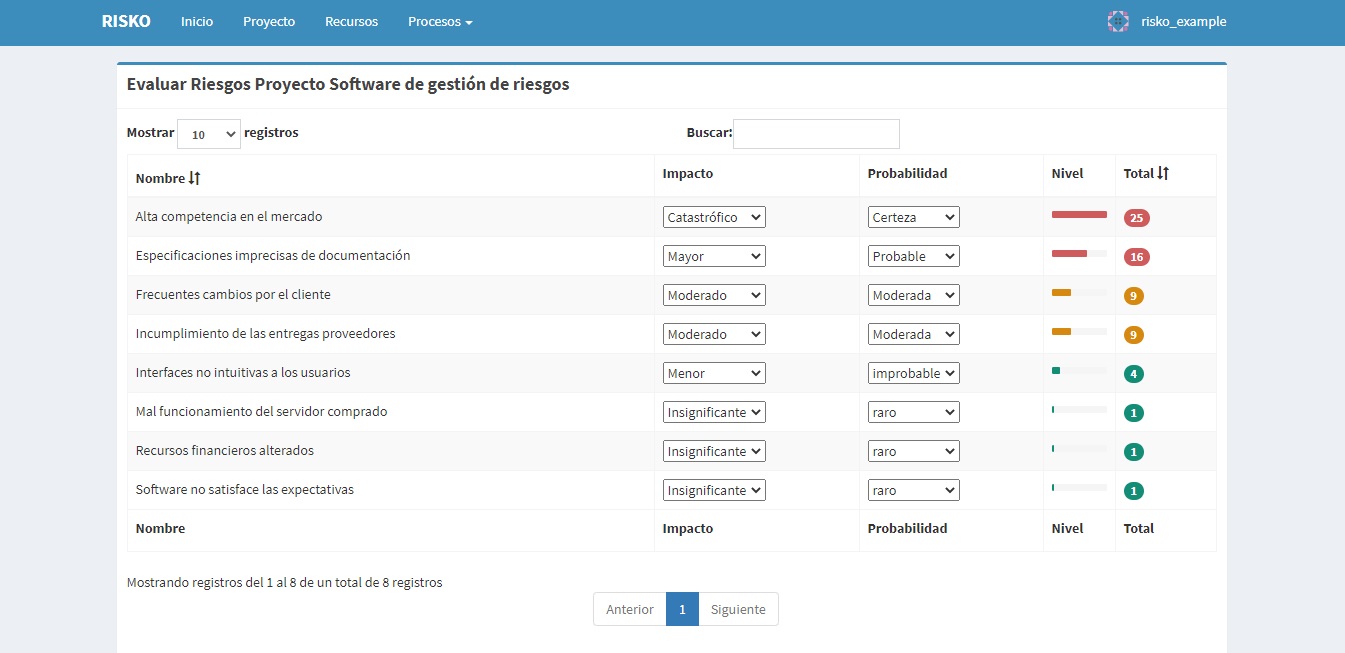 RISKO Inicio Proyecto Recursos Procesos risko_example
Evaluar Riesgos Proyecto Software de gestión de riesgos
Mostrar 10 registros Buscar:
Nombre Impacto Probabilidad Nivel Total
Alta competencia en el mercado Catastrófico Certeza 25
Especificaciones imprecisas de documentación Mayor Probable 16
Frecuentes cambios por el cliente Moderado Moderada 9
Incumplimiento de las entregas proveedores Moderado Moderada 9
Interfaces no intuitivas a los usuarios Menor improbable 4
Mal funcionamiento del servidor comprado Insignificante raro 1
Recursos financieros alterados Insignificante raro 1
Software no satisface las expectativas Insignificante raro 1
Nombre Impacto Probabilidad Nivel Total
Mostrando registros del 1 al 8 de un total de 8 registros
Anterior 1 Siguiente